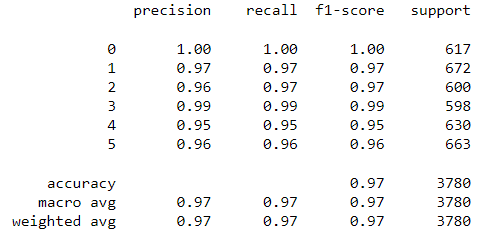 precision recall f1-score support
0 1.00 1.00 1.00 617
1 0.97 0.97 0.97 672
2 0.96 0.97 0.97 600
3 0.99 0.99 0.99 598
4 0.95 0.95 0.95 630
5 0.96 0.96 0.96 663
accuracy 0.97 3780
macro avg 0.97 0.97 0.97 3780
weighted avg 0.97 0.97 0.97 3780